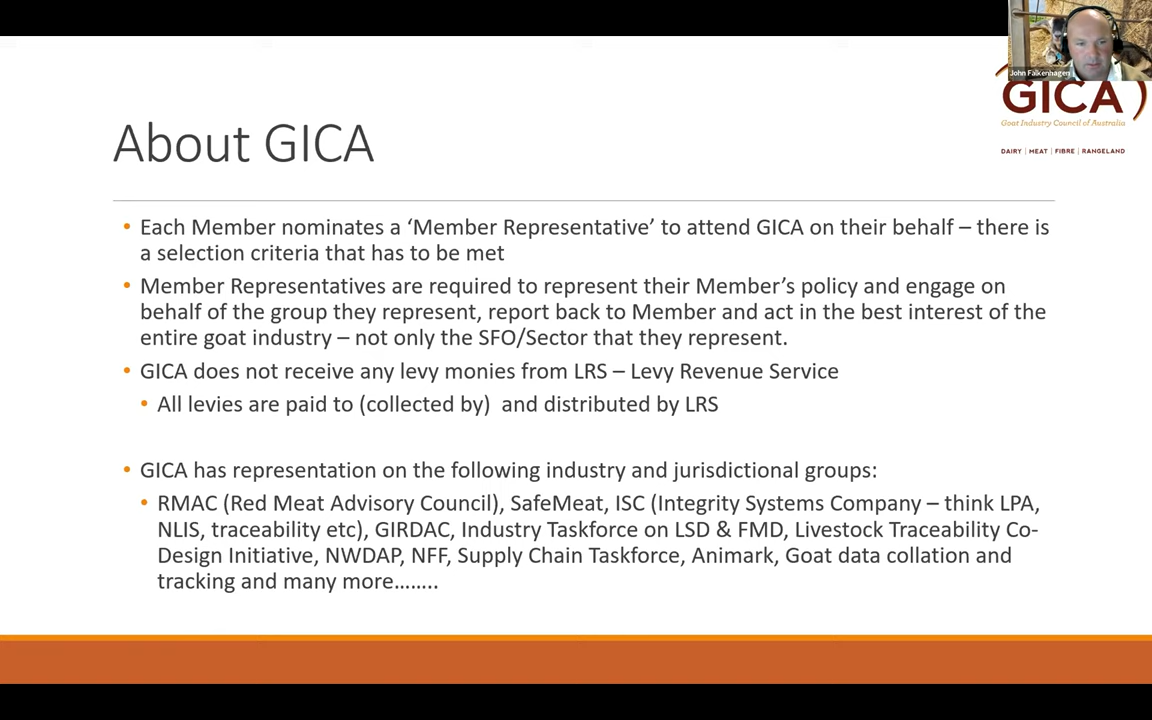 John Falkenhagen
GICA
Goat Industry Council of Australia
DAIRY | MEAT | FIBRE | RANGELAND
About GICA
• Each Member nominates a ‘Member Representative’ to attend GICA on their behalf – there is
a selection criteria that has to be met
• Member Representatives are required to represent their Member’s policy and engage on
behalf of the group they represent, report back to Member and act in the best interest of the
entire goat industry – not only the SFO/Sector that they represent.
• GICA does not receive any levy monies from LRS – Levy Revenue Service
• All levies are paid to (collected by)  and distributed by LRS
• GICA has representation on the following industry and jurisdictional groups:
• RMAC (Red Meat Advisory Council), SafeMeat, ISC (Integrity Systems Company – think LPA,
NLIS, traceability etc), GIRDAC, Industry Taskforce on LSD & FMD, Livestock Traceability Co-
Design Initiative, NWDAP, NFF, Supply Chain Taskforce, Animark, Goat data collation and
tracking and many more……..